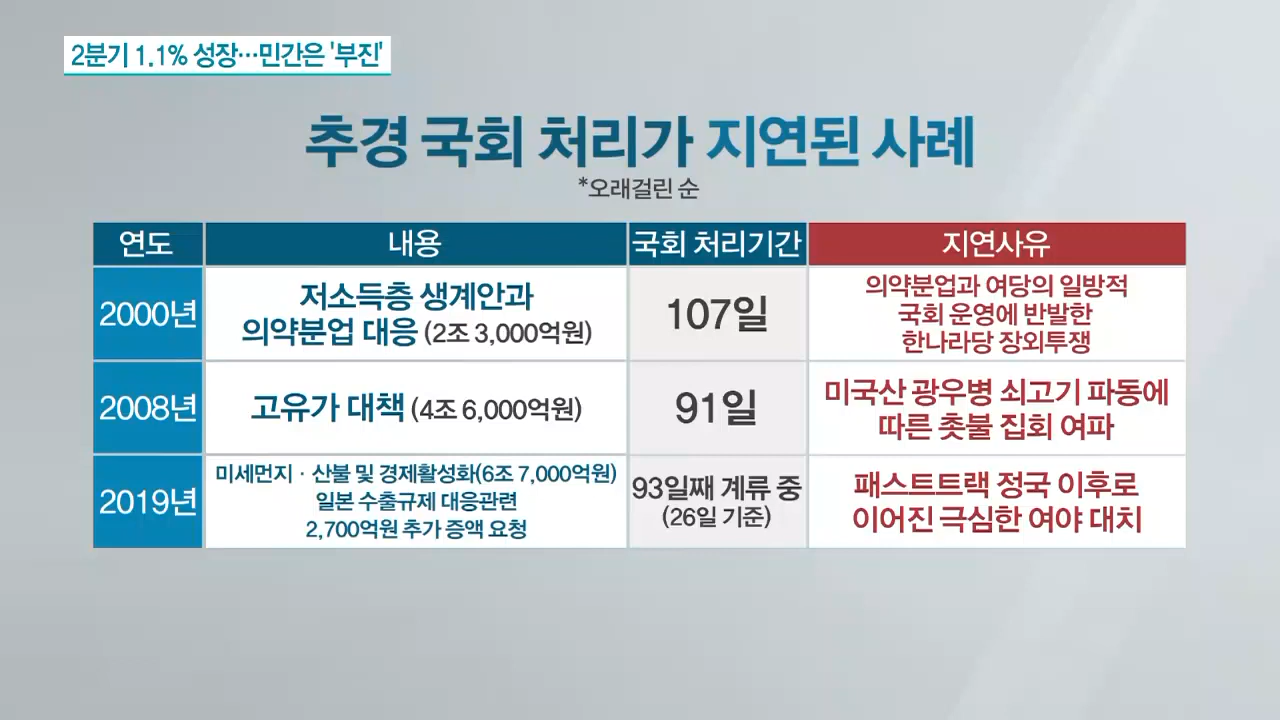 2분기 1.1% 성장…민간은 '부진'
추경 국회 처리가 지연된 사례
*오래걸린 순
연도 내용 국회 처리기간 지연사유
2000년
저소득층 생계안과
의약분업 대응 (2조 3,000억원)
107일
의약분업과 여당의 일방적
국회 운영에 반발한
한나라당 장외투쟁
2008년
고유가 대책 (4조 6,000억원)
91일
미국산 광우병 쇠고기 파동에
따른 촛불 집회 여파
2019년
미세먼지 · 산불 및 경제활성화(6조 7,000억원)
일본 수출규제 대응관련
2,700억원 추가 증액 요청
93일째 계류 중
(26일 기준)
패스트트랙 정국 이후로
이어진 극심한 여야 대치